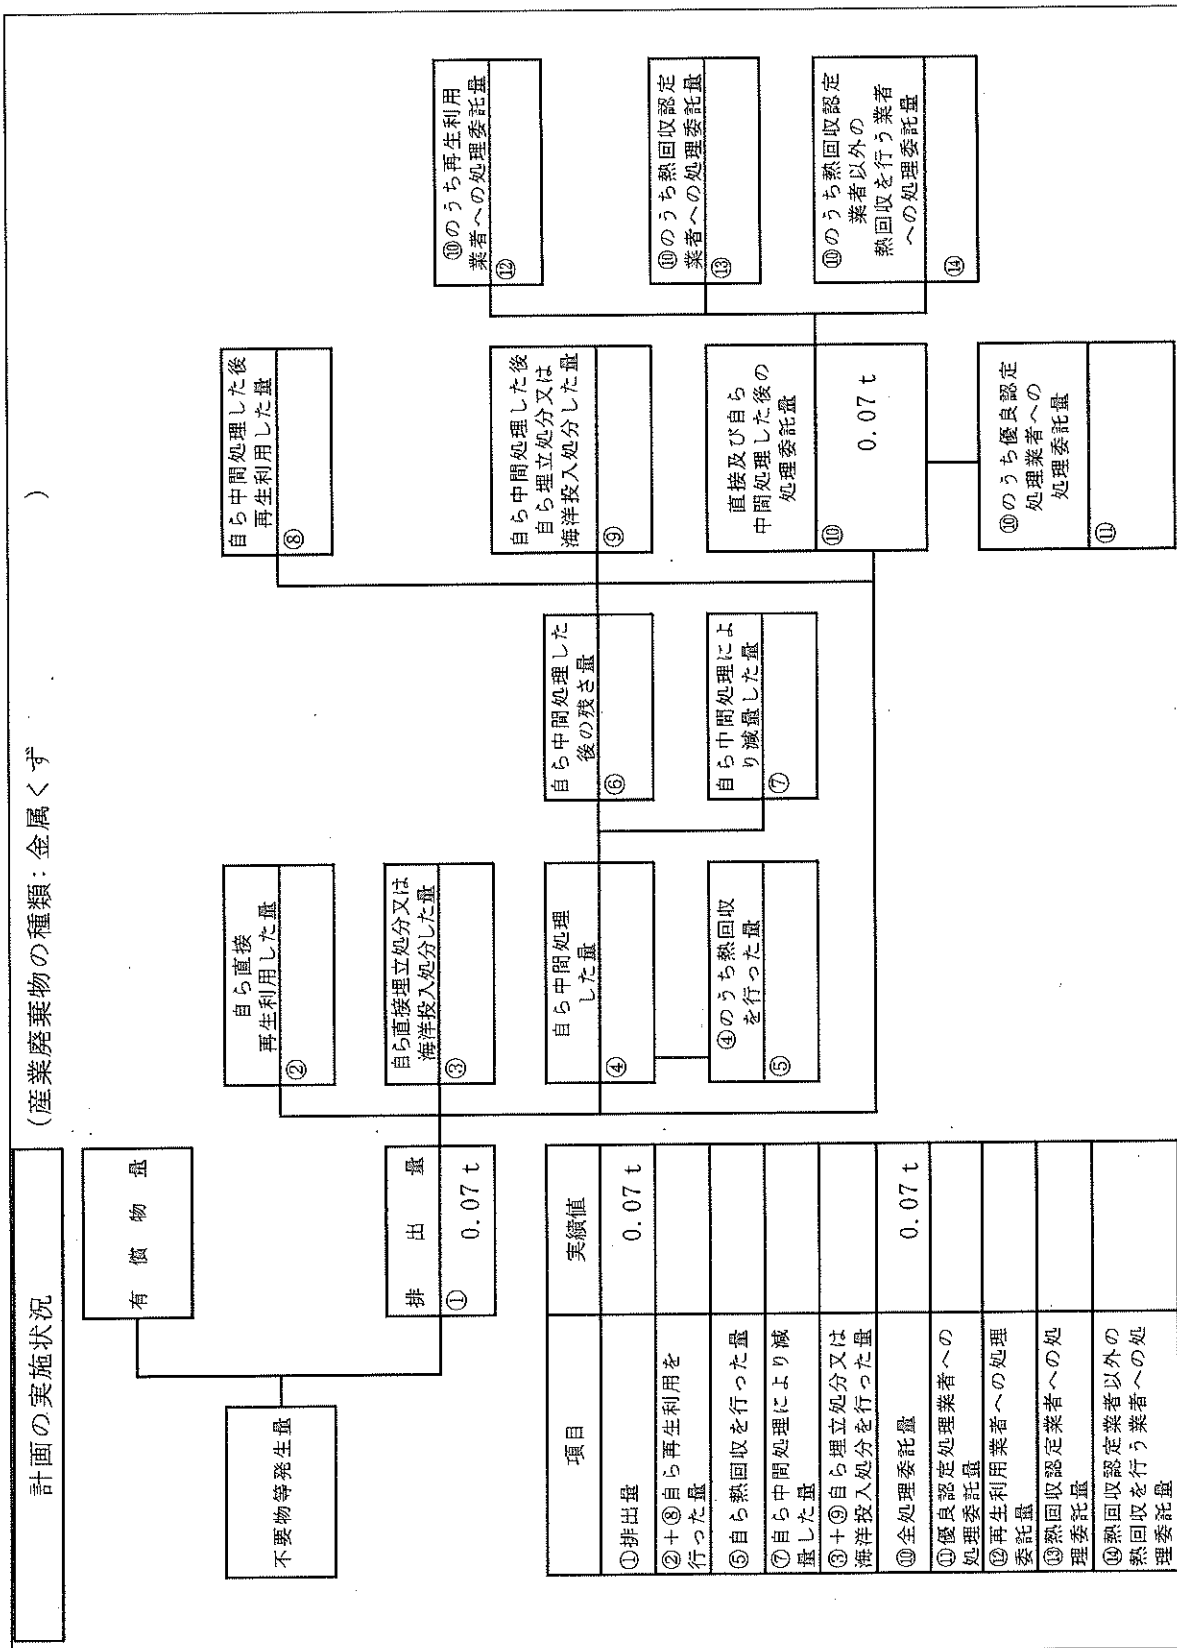 計画の実施状況
(産業廃棄物の種類：金属くず　)
不要物等発生量
有償物量
排出量
① 0.07 t
自ら直接
再生利用した量
②
自ら直接埋立処分又は
海洋投入処分した量
③
自ら中間処理
した量
④
④のうち熱回収
を行った量
⑤
自ら中間処理した
後の残さ量
⑥
自ら中間処理によ
り減量した量
⑦
自ら中間処理した後
再生利用した量
⑧
自ら中間処理した後
自ら埋立処分又は
海洋投入処分した量
⑨
直接及び自ら
中間処理した後の
処理委託量
⑩
0.07 t
⑩のうち優良認定
処理業者への
処理委託量
⑪
⑩のうち再生利用
業者への処理委託量
⑫
⑩のうち熱回収認定
業者への処理委託量
⑬
⑩のうち熱回収認定
業者以外の
熱回収を行う業者
への処理委託量
⑭
項目 実績値
①排出量 0.07 t
②＋⑧自ら再生利用を
行った量
⑤自ら熱回収を行った量
⑦自ら中間処理により減
量した量
③＋⑨自ら埋立処分又は
海洋投入処分を行った量
⑩全処理委託量 0.07 t
⑪優良認定処理業者への
処理委託量
⑫再生利用業者への処理
委託量
⑬熱回収認定業者への処
理委託量
⑭熱回収認定業者以外の
熱回収を行う業者への処
理委託量